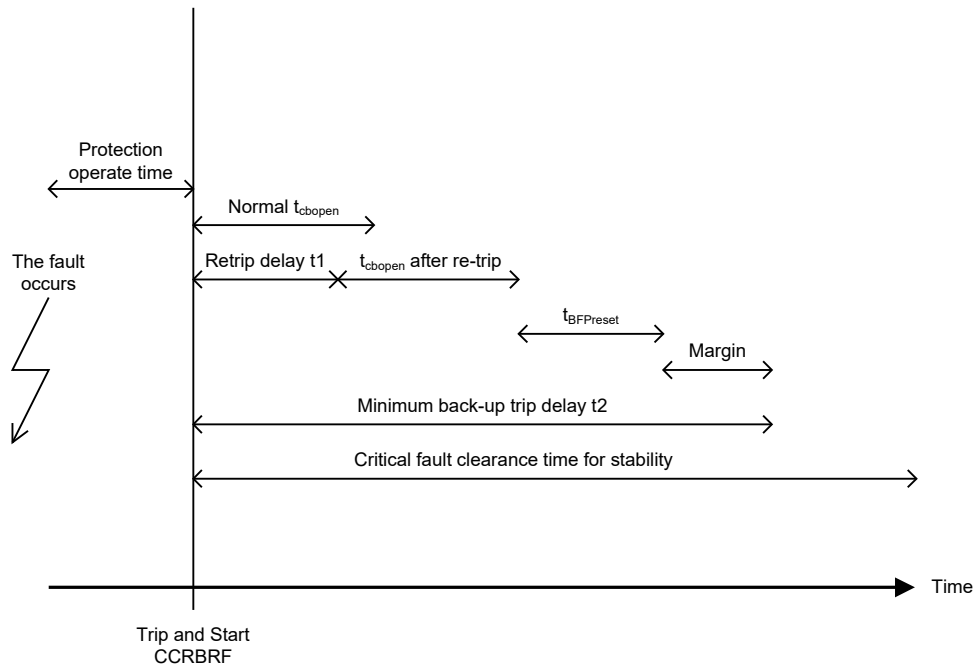 Protection
operate time
Normal tcbopen
The fault
occurs
Retrip delay t1
tcbopen after re-trip
tBFPreset
Margin
Minimum back-up trip delay t2
Critical fault clearance time for stability
Time
Trip and Start
CCRBRF